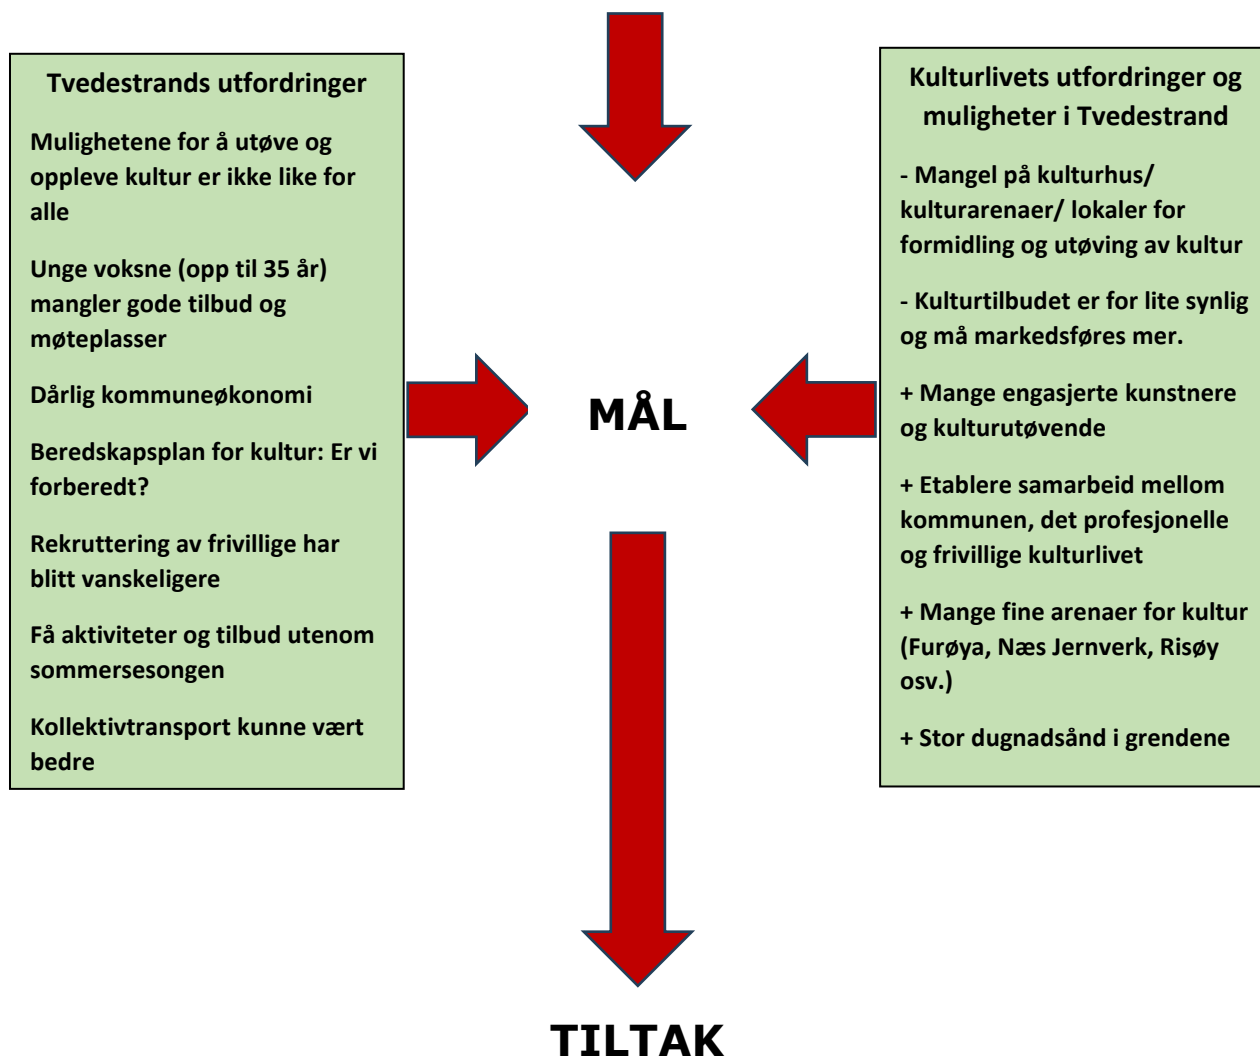 Tvedestrands utfordringer
Mulighetene for å utøve og
oppleve kultur er ikke like for
alle
Unge voksne (opp til 35 år)
mangler gode tilbud og
møteplasser
Dårlig kommuneøkonomi
Beredskapsplan for kultur: Er vi
forberedt?
Rekruttering av frivillige har
blitt vanskeligere
Få aktiviteter og tilbud utenom
sommersesongen
Kollektivtransport kunne vært
bedre
MÅL
Kulturlivets utfordringer og
muligheter i Tvedestrand
- Mangel på kulturhus/
kulturarenaer/ lokaler for
formidling og utøving av kultur
- Kulturtilbudet er for lite synlig
og må markedsføres mer.
+ Mange engasjerte kunstnere
og kulturutøvende
+ Etablere samarbeid mellom
kommunen, det profesjonelle
og frivillige kulturlivet
+ Mange fine arenaer for kultur
(Furøya, Næs Jernverk, Risøy
osv.)
+ Stor dugnadsånd i grendene
TILTAK